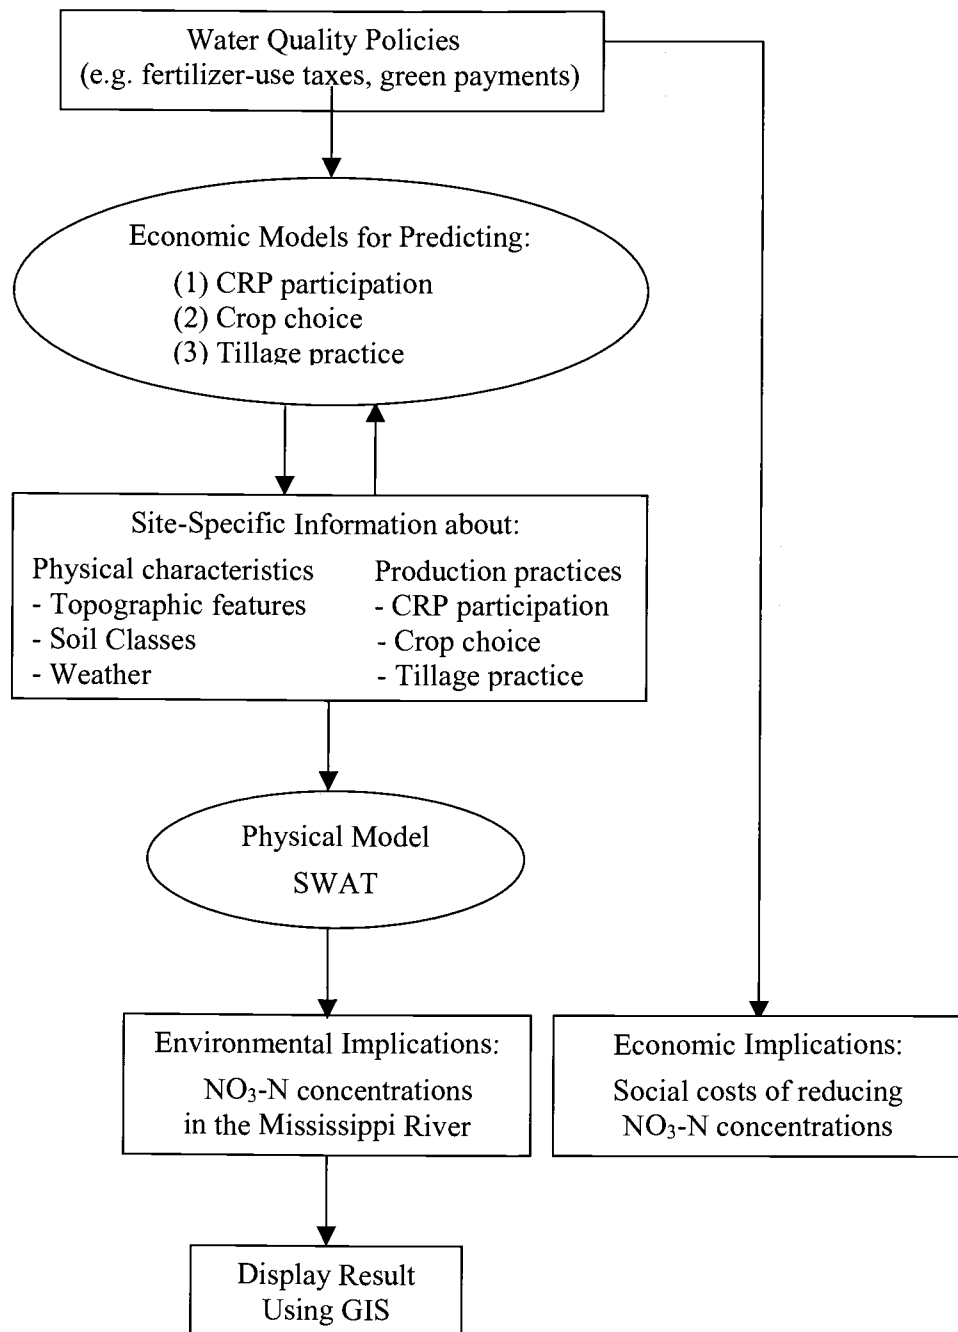 Water Quality Policies
(e.g. fertilizer-use taxes, green payments)
Economic Models for Predicting:
(1) CRP participation
(2) Crop choice
(3) Tillage practice
Site-Specific Information about:
Physical characteristics
- Topographic features
- Soil Classes
- Weather
Production practices
- CRP participation
- Crop choice
- Tillage practice
Physical Model
SWAT
Environmental Implications:
NO₃-N concentrations
in the Mississippi River
Economic Implications:
Social costs of reducing
NO₃-N concentrations
Display Result
Using GIS